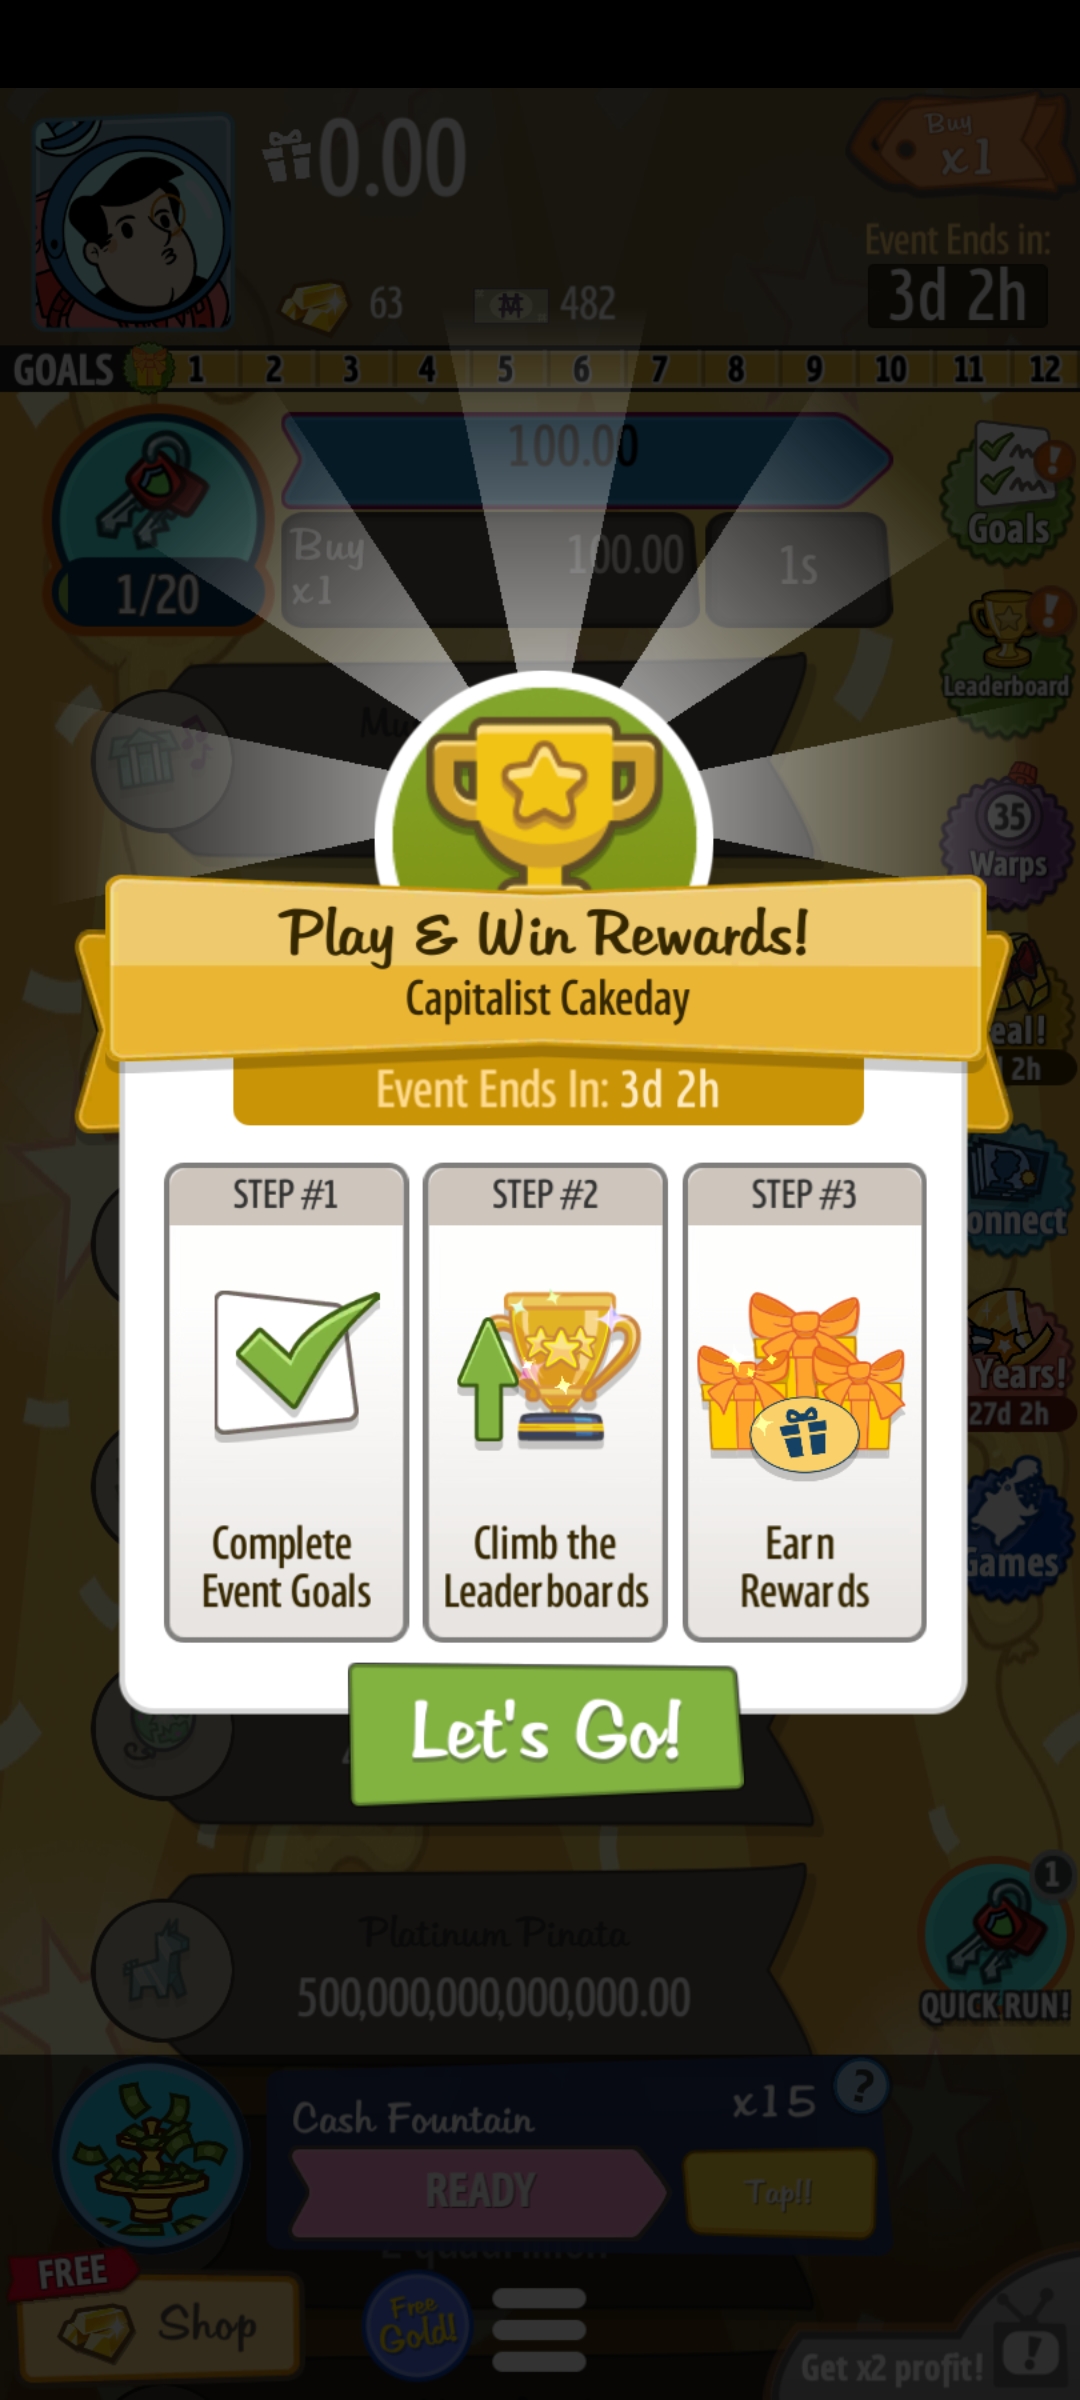 0.00
Buy
x1
Event Ends in:
3d 2h
63
482
GOALS 1 2 3 4 5 6 7 8 9 10 11 12
100.00
Buy
x1
100.00
1s
1/20
Goals
Leaderboard
35
Warps
Play & Win Rewards!
Capitalist Cakeday
Event Ends In: 3d 2h
eal!
2h
STEP #1
STEP #2
STEP #3
onnect
Years!
27d 2h
Complete
Event Goals
Climb the
Leaderboards
Earn
Rewards
Games
Let's Go!
1
QUICK RUN!
Platinum Pinata
500,000,000,000,000.00
Cash Fountain
x15
?
READY
Tap!!
FREE
Shop
Free
Gold!
Get x2 profit!